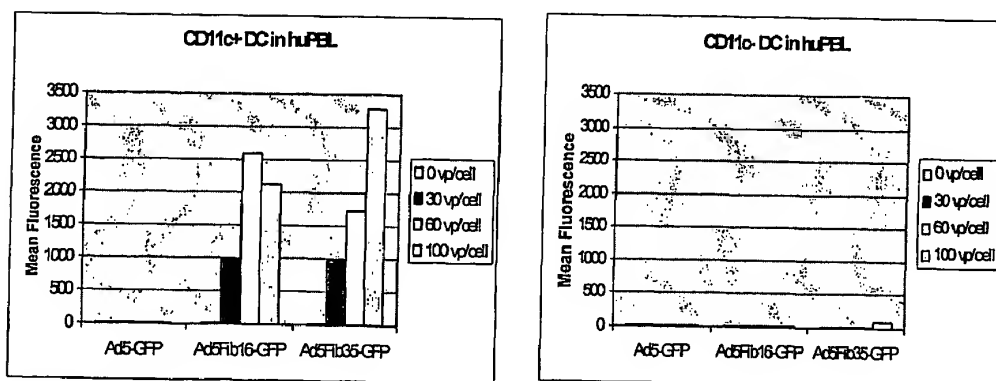 CD11c+ DC in huPBL
Mean Fluorescence
3500
3000
2500
2000
1500
1000
500
0
Ad5-GFP
Ad5Fib16-GFP
Ad5Fib35-GFP
0 vp/cell
30 vp/cell
60 vp/cell
100 vp/cell
CD11c- DC in huPBL
Mean Fluorescence
3500
3000
2500
2000
1500
1000
500
0
Ad5-GFP
Ad5Fib16-GFP
Ad5Fib35-GFP
0 vp/cell
30 vp/cell
60 vp/cell
100 vp/cell